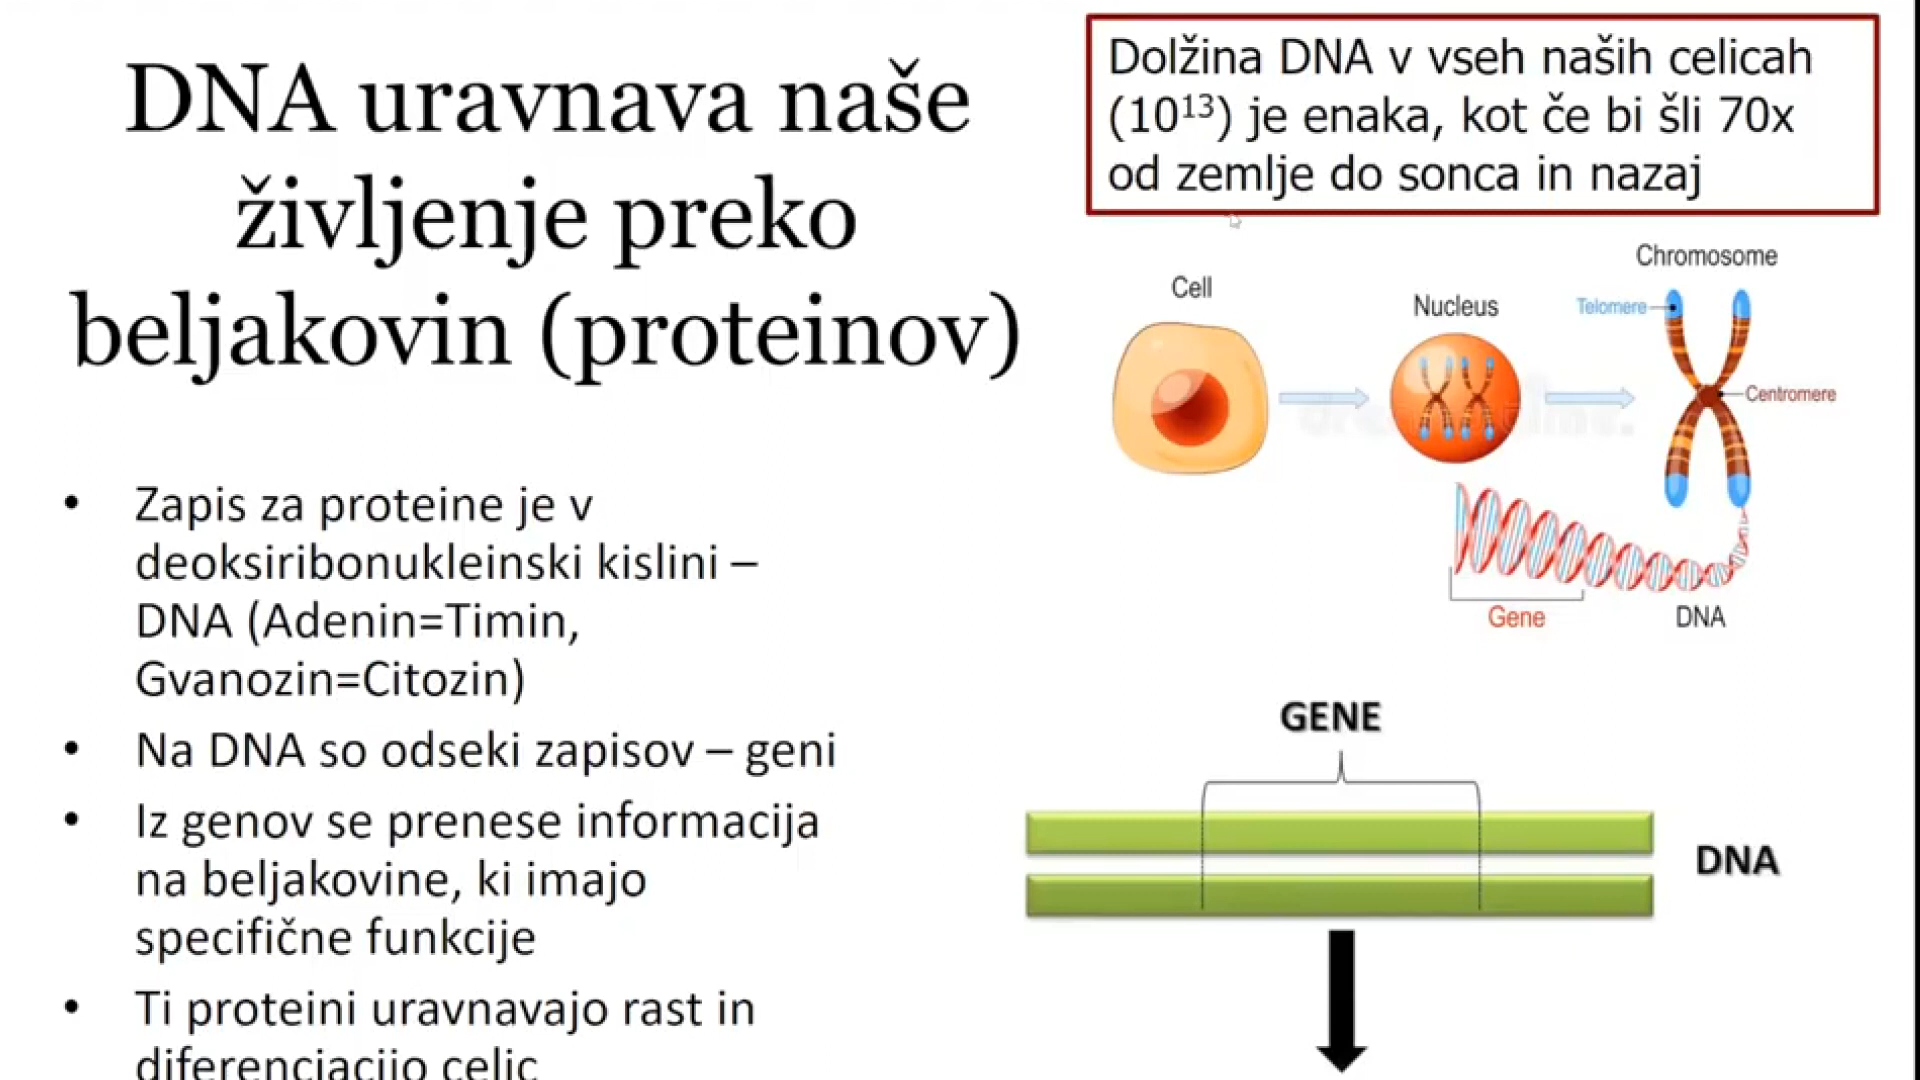 DNA uravnava naše
življenje preko
beljakovin (proteinov)
• Zapis za proteine je v
deoksiribonukleinski kislini –
DNA (Adenin=Timin,
Gvanozin=Citozin)
• Na DNA so odseki zapisov – geni
• Iz genov se prenese informacija
na beljakovine, ki imajo
specifične funkcije
• Ti proteini uravnavajo rast in
diferenciacijo celic
Dolžina DNA v vseh naših celicah
(10¹³) je enaka, kot če bi šli 70x
od zemlje do sonca in nazaj
Chromosome
Cell
Nucleus
Telomere
Centromere
Gene
DNA
GENE
DNA